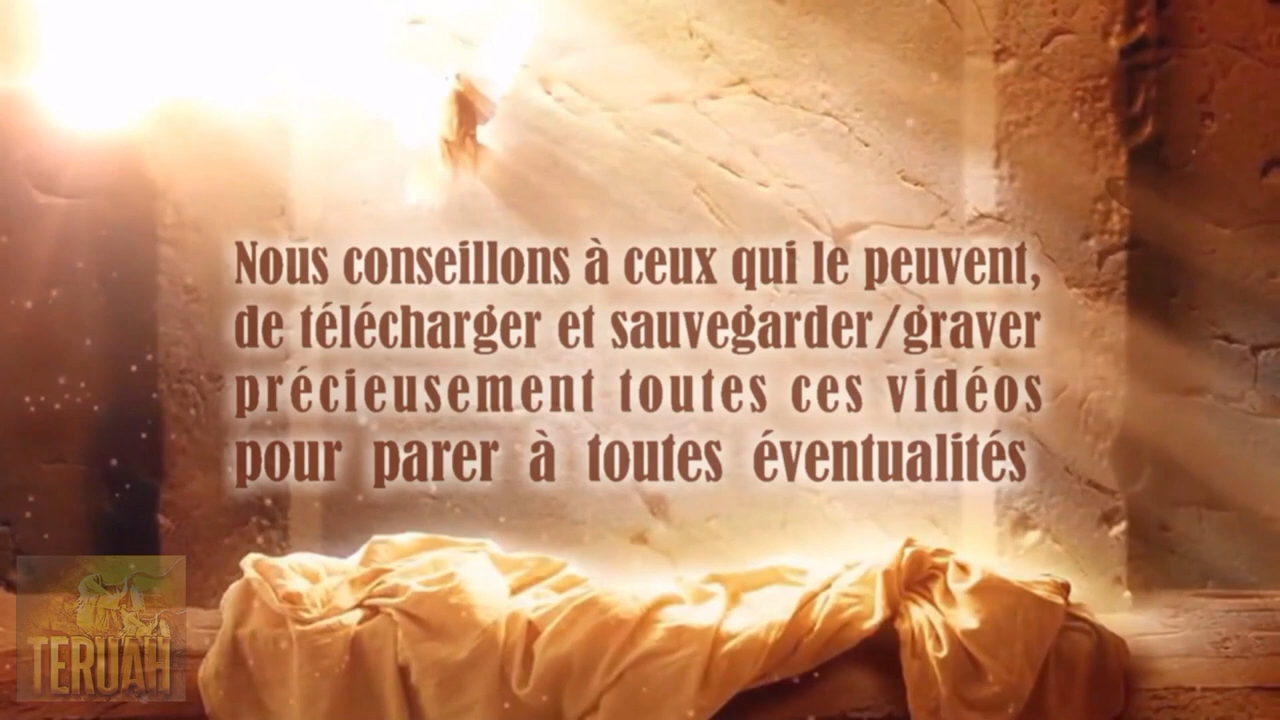 Nous conseillons à ceux qui le peuvent,
de télécharger et sauvegarder/graver
précieusement toutes ces vidéos
pour parer à toutes éventualités
TERUAH